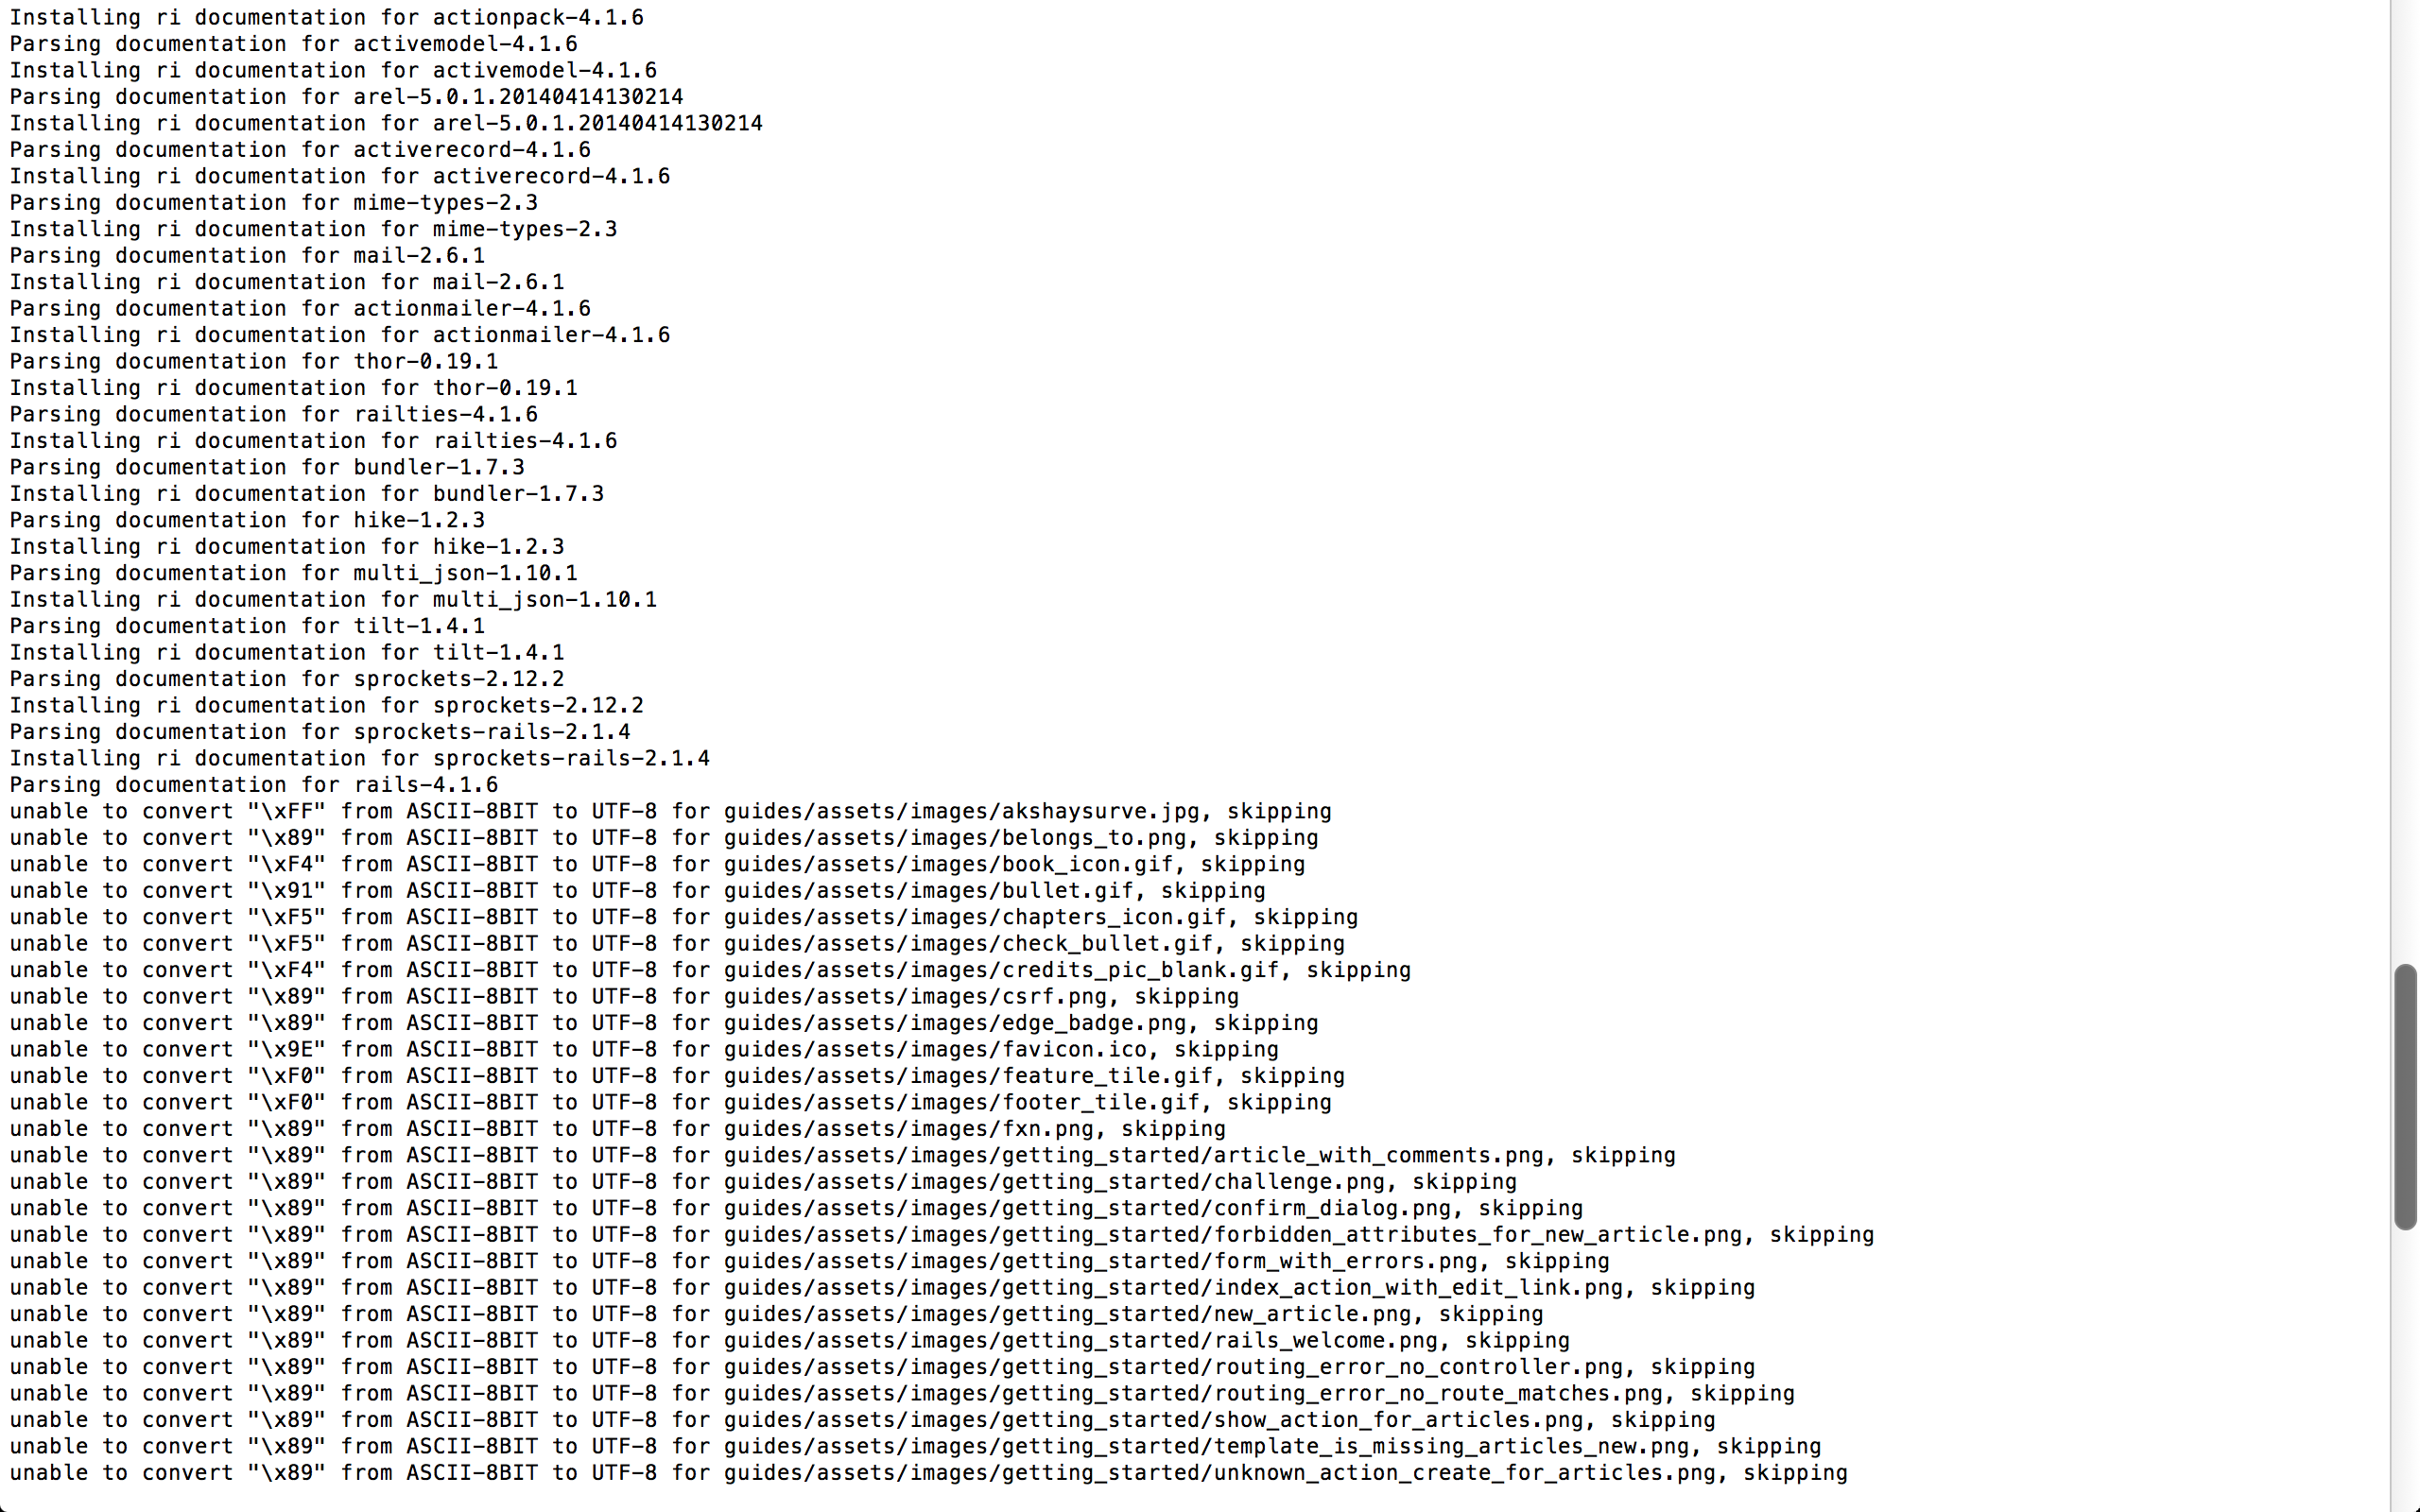 Installing ri documentation for actionpack-4.1.6
Parsing documentation for activemodel-4.1.6
Installing ri documentation for activemodel-4.1.6
Parsing documentation for arel-5.0.1.20140414130214
Installing ri documentation for arel-5.0.1.20140414130214
Parsing documentation for activerecord-4.1.6
Installing ri documentation for activerecord-4.1.6
Parsing documentation for mime-types-2.3
Installing ri documentation for mime-types-2.3
Parsing documentation for mail-2.6.1
Installing ri documentation for mail-2.6.1
Parsing documentation for actionmailer-4.1.6
Installing ri documentation for actionmailer-4.1.6
Parsing documentation for thor-0.19.1
Installing ri documentation for thor-0.19.1
Parsing documentation for railties-4.1.6
Installing ri documentation for railties-4.1.6
Parsing documentation for bundler-1.7.3
Installing ri documentation for bundler-1.7.3
Parsing documentation for hike-1.2.3
Installing ri documentation for hike-1.2.3
Parsing documentation for multi_json-1.10.1
Installing ri documentation for multi_json-1.10.1
Parsing documentation for tilt-1.4.1
Installing ri documentation for tilt-1.4.1
Parsing documentation for sprockets-2.12.2
Installing ri documentation for sprockets-2.12.2
Parsing documentation for sprockets-rails-2.1.4
Installing ri documentation for sprockets-rails-2.1.4
Parsing documentation for rails-4.1.6
unable to convert "\xFF" from ASCII-8BIT to UTF-8 for guides/assets/images/akshaysurve.jpg, skipping
unable to convert "\x89" from ASCII-8BIT to UTF-8 for guides/assets/images/belongs_to.png, skipping
unable to convert "\xF4" from ASCII-8BIT to UTF-8 for guides/assets/images/book_icon.gif, skipping
unable to convert "\x91" from ASCII-8BIT to UTF-8 for guides/assets/images/bullet.gif, skipping
unable to convert "\xF5" from ASCII-8BIT to UTF-8 for guides/assets/images/chapters_icon.gif, skipping
unable to convert "\xF5" from ASCII-8BIT to UTF-8 for guides/assets/images/check_bullet.gif, skipping
unable to convert "\xF4" from ASCII-8BIT to UTF-8 for guides/assets/images/credits_pic_blank.gif, skipping
unable to convert "\x89" from ASCII-8BIT to UTF-8 for guides/assets/images/csrf.png, skipping
unable to convert "\x89" from ASCII-8BIT to UTF-8 for guides/assets/images/edge_badge.png, skipping
unable to convert "\x9E" from ASCII-8BIT to UTF-8 for guides/assets/images/favicon.ico, skipping
unable to convert "\xF0" from ASCII-8BIT to UTF-8 for guides/assets/images/feature_tile.gif, skipping
unable to convert "\xF0" from ASCII-8BIT to UTF-8 for guides/assets/images/footer_tile.gif, skipping
unable to convert "\x89" from ASCII-8BIT to UTF-8 for guides/assets/images/fxn.png, skipping
unable to convert "\x89" from ASCII-8BIT to UTF-8 for guides/assets/images/getting_started/article_with_comments.png, skipping
unable to convert "\x89" from ASCII-8BIT to UTF-8 for guides/assets/images/getting_started/challenge.png, skipping
unable to convert "\x89" from ASCII-8BIT to UTF-8 for guides/assets/images/getting_started/confirm_dialog.png, skipping
unable to convert "\x89" from ASCII-8BIT to UTF-8 for guides/assets/images/getting_started/forbidden_attributes_for_new_article.png, skipping
unable to convert "\x89" from ASCII-8BIT to UTF-8 for guides/assets/images/getting_started/form_with_errors.png, skipping
unable to convert "\x89" from ASCII-8BIT to UTF-8 for guides/assets/images/getting_started/index_action_with_edit_link.png, skipping
unable to convert "\x89" from ASCII-8BIT to UTF-8 for guides/assets/images/getting_started/new_article.png, skipping
unable to convert "\x89" from ASCII-8BIT to UTF-8 for guides/assets/images/getting_started/rails_welcome.png, skipping
unable to convert "\x89" from ASCII-8BIT to UTF-8 for guides/assets/images/getting_started/routing_error_no_controller.png, skipping
unable to convert "\x89" from ASCII-8BIT to UTF-8 for guides/assets/images/getting_started/routing_error_no_route_matches.png, skipping
unable to convert "\x89" from ASCII-8BIT to UTF-8 for guides/assets/images/getting_started/show_action_for_articles.png, skipping
unable to convert "\x89" from ASCII-8BIT to UTF-8 for guides/assets/images/getting_started/template_is_missing_articles_new.png, skipping
unable to convert "\x89" from ASCII-8BIT to UTF-8 for guides/assets/images/getting_started/unknown_action_create_for_articles.png, skipping